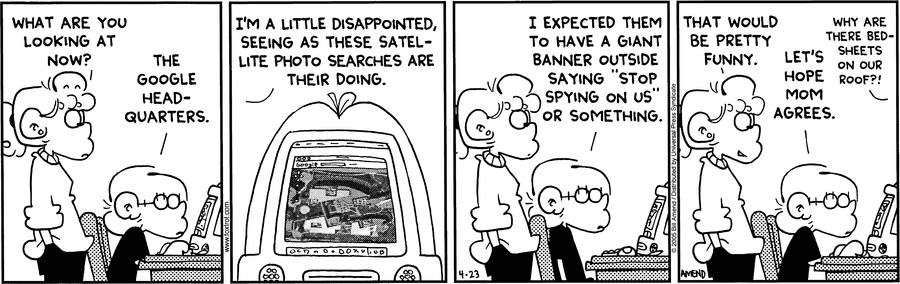 WHAT ARE YOU
LOOKING AT
NOW?
THE
GOOGLE
HEAD-
QUARTERS.
I'M A LITTLE DISAPPOINTED,
SEEING AS THESE SATEL-
LITE PHOTO SEARCHES ARE
THEIR DOING.
Google
© www.foxtrot.com
I EXPECTED THEM
TO HAVE A GIANT
BANNER OUTSIDE
SAYING "STOP
SPYING ON US"
OR SOMETHING.
4-23
© 2005 Bill Amend / Distributed by Universal Press Syndicate
THAT WOULD
BE PRETTY
FUNNY.
LET'S
HOPE
MOM
AGREES.
WHY ARE
THERE BED-
SHEETS
ON OUR
ROOF?!
AMEND